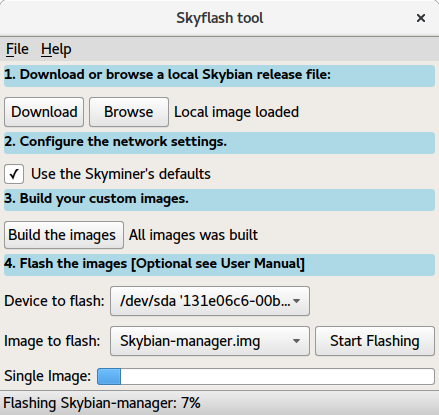 Skyflash tool
File Help
1. Download or browse a local Skybian release file:
Download Browse Local image loaded
2. Configure the network settings.
Use the Skyminer's defaults
3. Build your custom images.
Build the images All images was built
4. Flash the images [Optional see User Manual]
Device to flash: /dev/sda '131e06c6-00b...
Image to flash: Skybian-manager.img Start Flashing
Single Image:
Flashing Skybian-manager: 7%